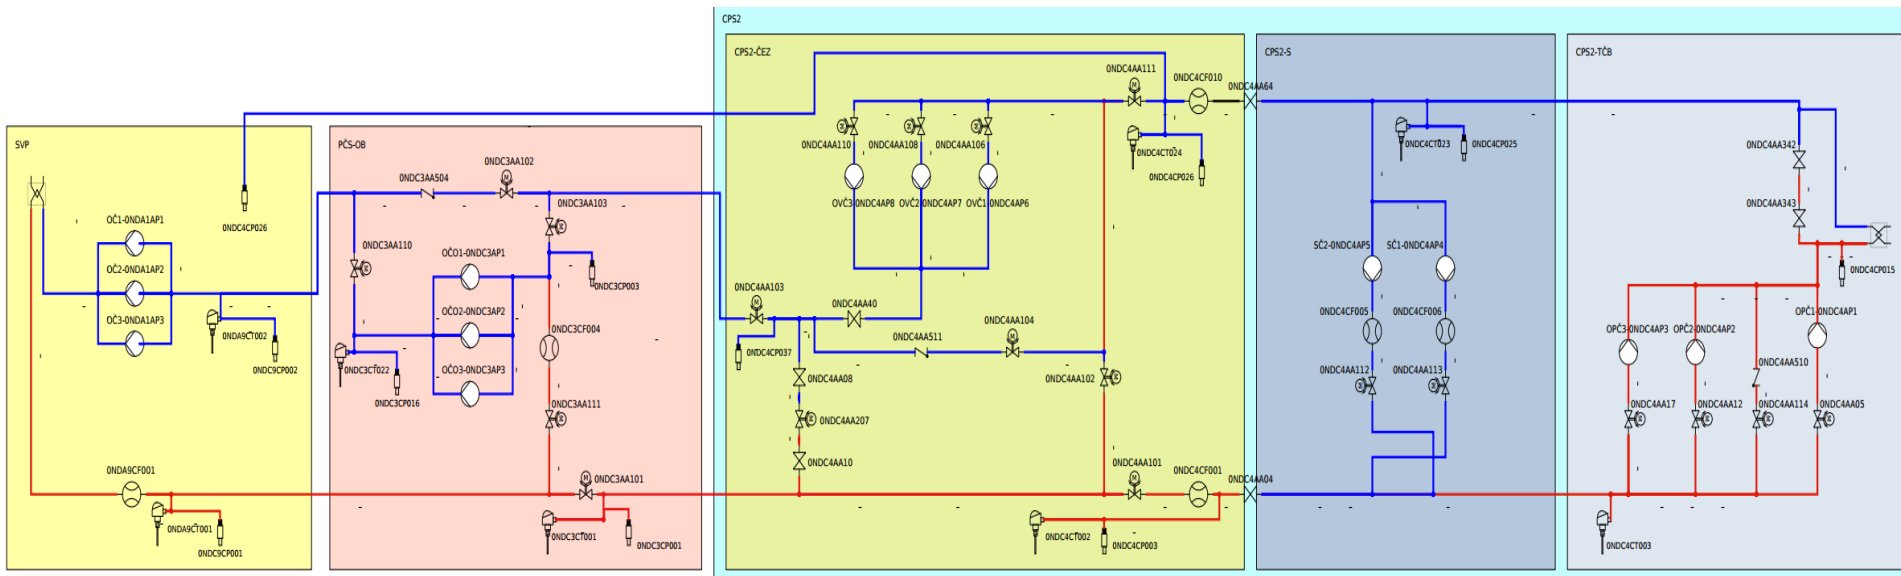 CPS2
SVP
PČS-OB
CPS2-ČEZ
CPS2-S
CPS2-TČB
OČ1-0NDA1AP1
OČ2-0NDA1AP2
OČ3-0NDA1AP3
0NDC4CP026
0NDA9CT002
0NDC9CP002
0NDA9CF001
0NDA9CT001
0NDC9CP001
0NDC3AA504
0NDC3AA102
0NDC3AA103
0NDC3AA110
OČO1-0NDC3AP1
0NDC3CP003
OČO2-0NDC3AP2
0NDC3CF004
OČO3-0NDC3AP3
0NDC3CT022
0NDC3CP016
0NDC3AA111
0NDC3AA101
0NDC3CT001
0NDC3CP001
0NDC4AA111
0NDC4CF010
0NDC4AA64
0NDC4AA110
0NDC4AA108
0NDC4AA106
0NDC4CT024
0NDC4CP026
OVČ3 0NDC4AP8
OVČ2 0NDC4AP7
OVČ1 0NDC4AP6
0NDC4AA103
0NDC4AA40
0NDC4AA104
0NDC4CP037
0NDC4AA511
0NDC4AA08
0NDC4AA102
0NDC4AA207
0NDC4AA10
0NDC4AA101
0NDC4CF001
0NDC4AA04
0NDC4CT002
0NDC4CP003
0NDC4CT023
0NDC4CP025
SČ2-0NDC4AP5
SČ1-0NDC4AP4
0NDC4CF005
0NDC4CF006
0NDC4AA112
0NDC4AA113
0NDC4AA342
0NDC4AA343
0NDC4CP015
OPČ3-0NDC4AP3
OPČ2-0NDC4AP2
OPČ1-0NDC4AP1
0NDC4AA510
0NDC4AA17
0NDC4AA12
0NDC4AA114
0NDC4AA05
0NDC4CT003